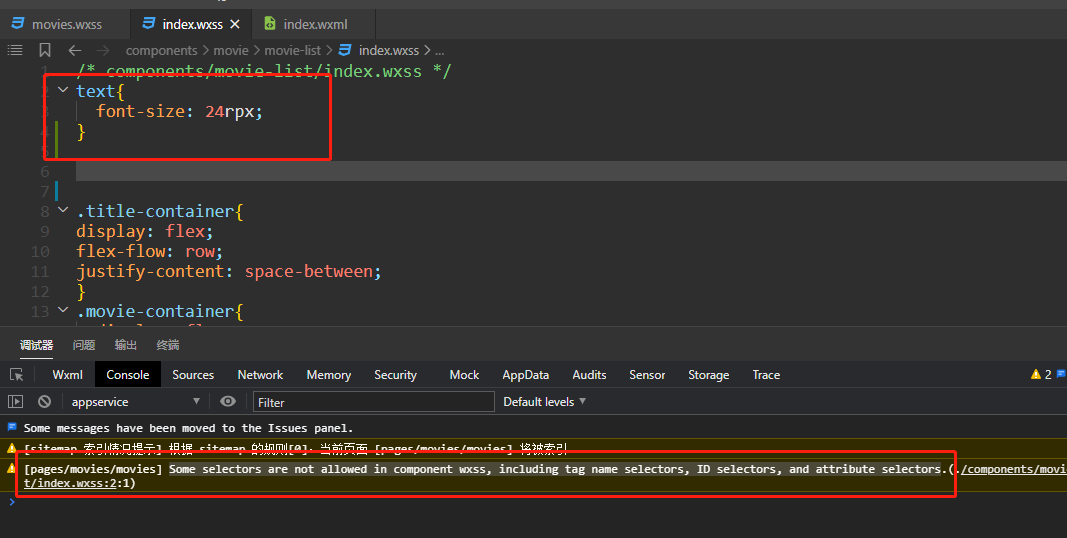 movies.wxss index.wxss × index.wxml
components > movie > movie-list > index.wxss > ...
1 /* components/movie-list/index.wxss */
2 text{
3 font-size: 24rpx;
4 }
5
6
7
8 .title-container{
9 display: flex;
10 flex-flow: row;
11 justify-content: space-between;
12 }
13 .movie-container{
调试器 问题 输出 终端
Wxml Console Sources Network Memory Security Mock AppData Audits Sensor Storage Trace 2
appservice Filter Default levels
Some messages have been moved to the Issues panel.
[sitemap 索引情况提示] 根据 sitemap 的规则[0]，当前页面 [pages/movies/movies] 将被索引
[pages/movies/movies] Some selectors are not allowed in component wxss, including tag name selectors, ID selectors, and attribute selectors.(./components/movi
t/index.wxss:2:1)